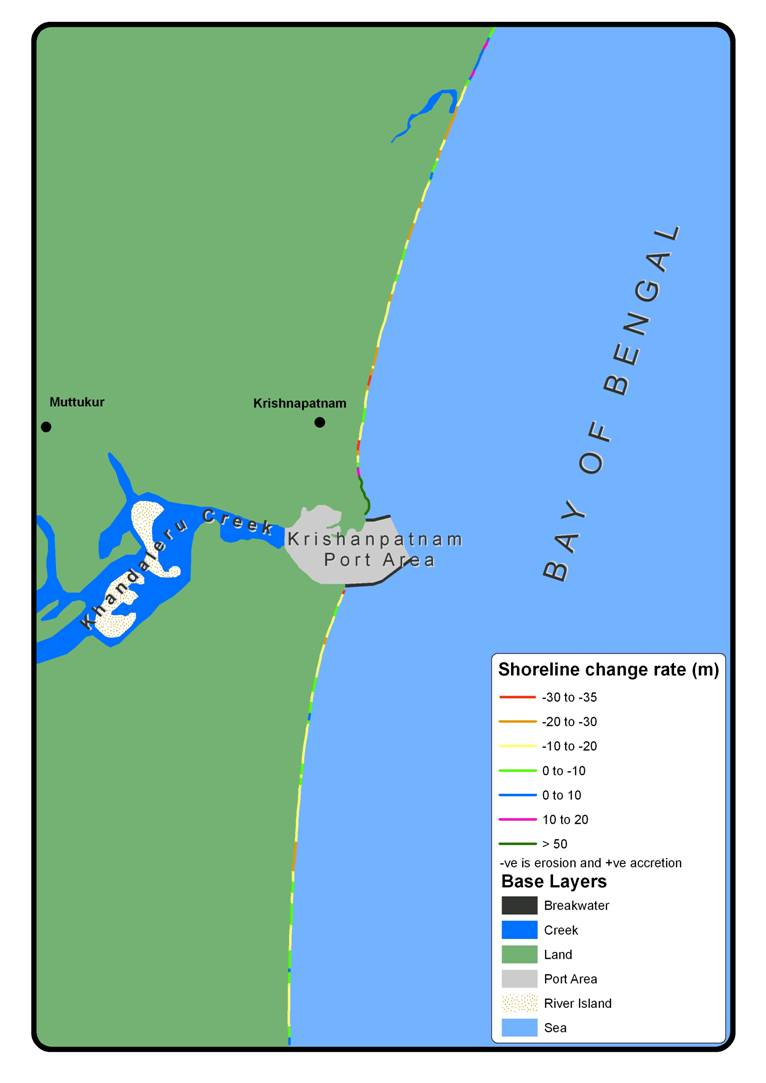 BAY OF BENGAL
Muttukur
Krishnapatnam
Khandaleru Creek
Krishanpatnam
Port Area
Shoreline change rate (m)
-30 to -35
-20 to -30
-10 to -20
0 to -10
0 to 10
10 to 20
> 50
-ve is erosion and +ve accretion
Base Layers
Breakwater
Creek
Land
Port Area
River Island
Sea